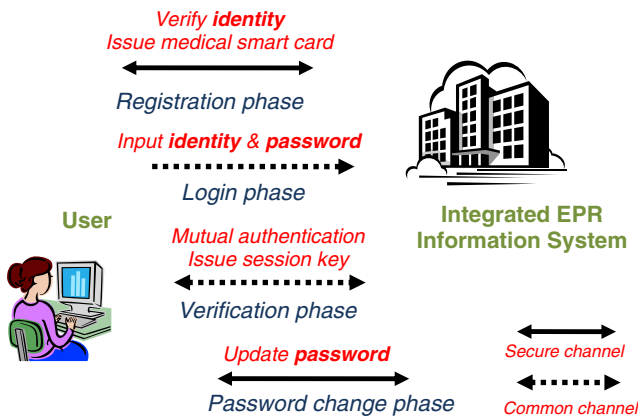 Verify identity
Issue medical smart card
Registration phase
Input identity & password
Login phase
User
Integrated EPR
Information System
Mutual authentication
Issue session key
Verification phase
Update password
Password change phase
Secure channel
Common channel